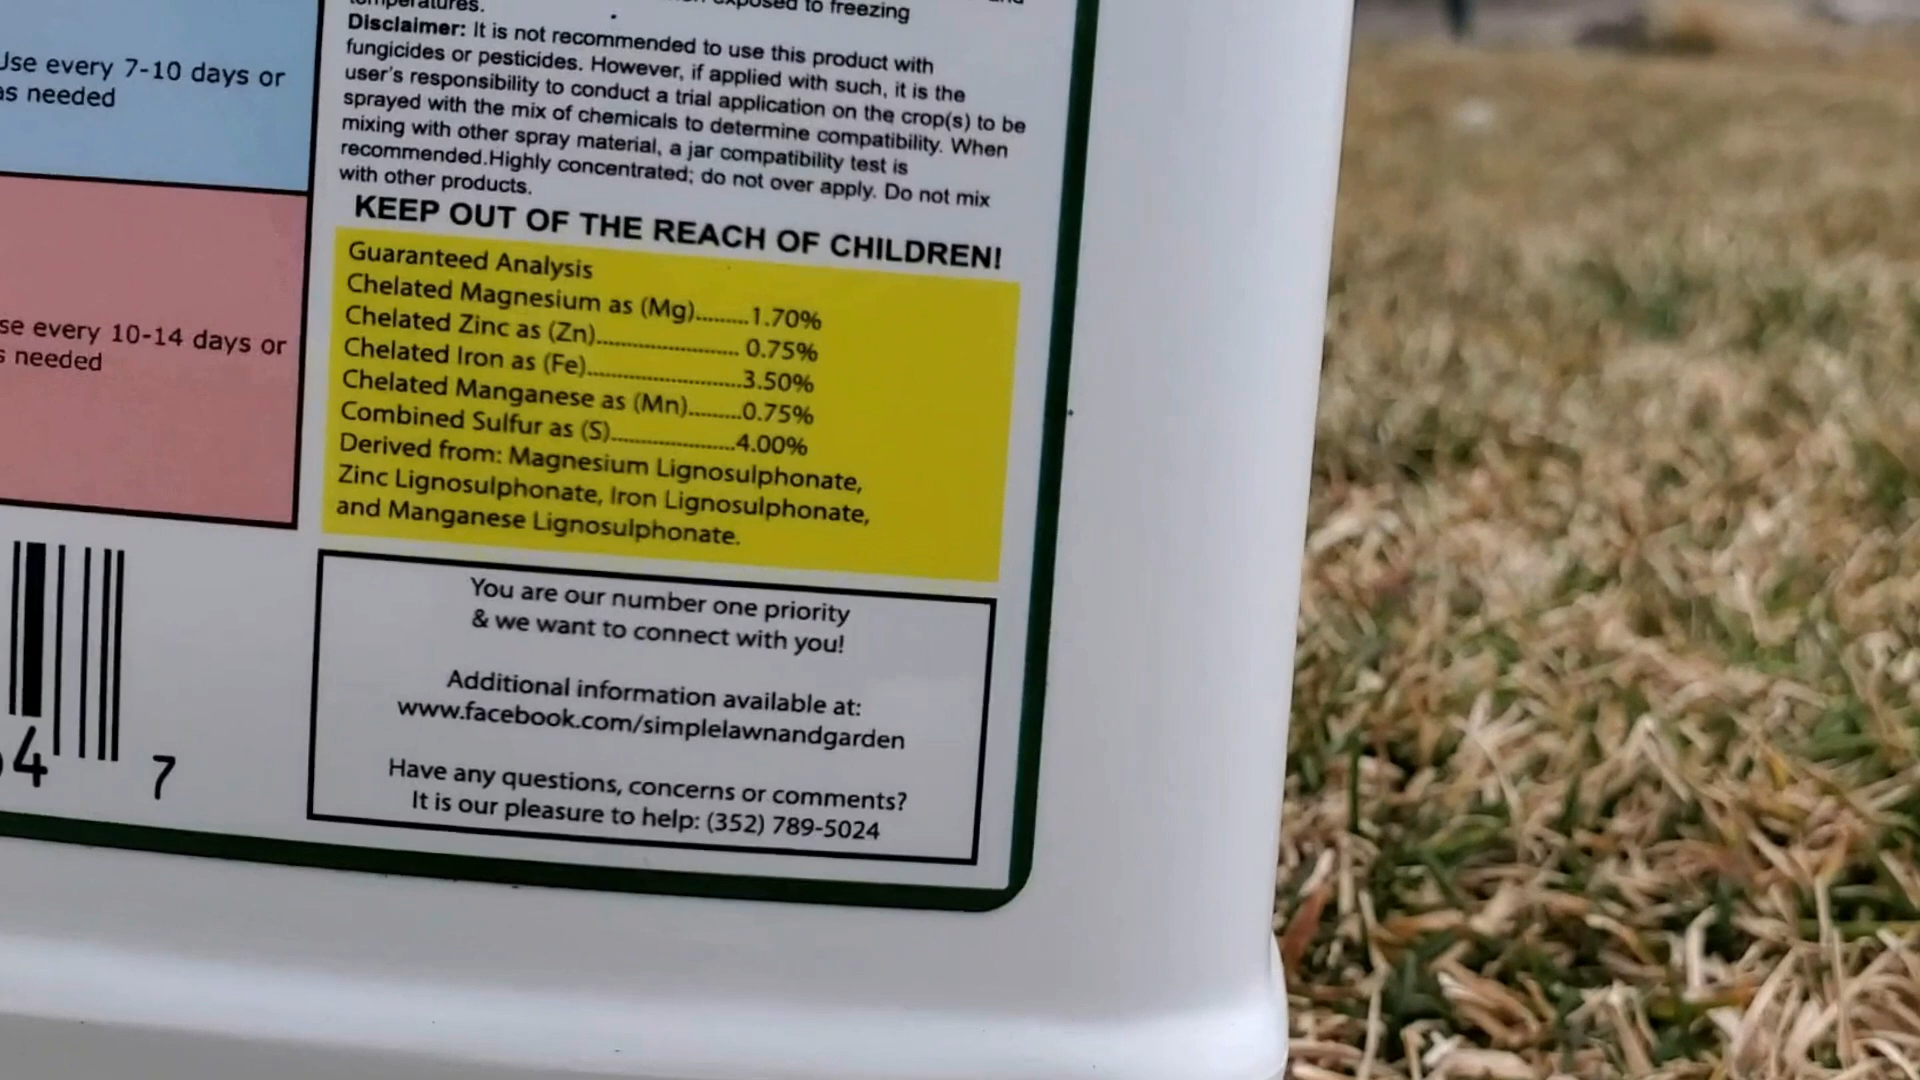 Use every 7-10 days or
as needed
se every 10-14 days or
s needed
4 7
exposed to freezing
temperatures.
Disclaimer: It is not recommended to use this product with
fungicides or pesticides. However, if applied with such, it is the
user's responsibility to conduct a trial application on the crop(s) to be
sprayed with the mix of chemicals to determine compatibility. When
mixing with other spray material, a jar compatibility test is
recommended.Highly concentrated; do not over apply. Do not mix
with other products.
KEEP OUT OF THE REACH OF CHILDREN!
Guaranteed Analysis
Chelated Magnesium as (Mg).........1.70%
Chelated Zinc as (Zn)......................... 0.75%
Chelated Iron as (Fe)...........................3.50%
Chelated Manganese as (Mn).........0.75%
Combined Sulfur as (S)......................4.00%
Derived from: Magnesium Lignosulphonate,
Zinc Lignosulphonate, Iron Lignosulphonate,
and Manganese Lignosulphonate.
You are our number one priority
& we want to connect with you!
Additional information available at:
www.facebook.com/simplelawnandgarden
Have any questions, concerns or comments?
It is our pleasure to help: (352) 789-5024